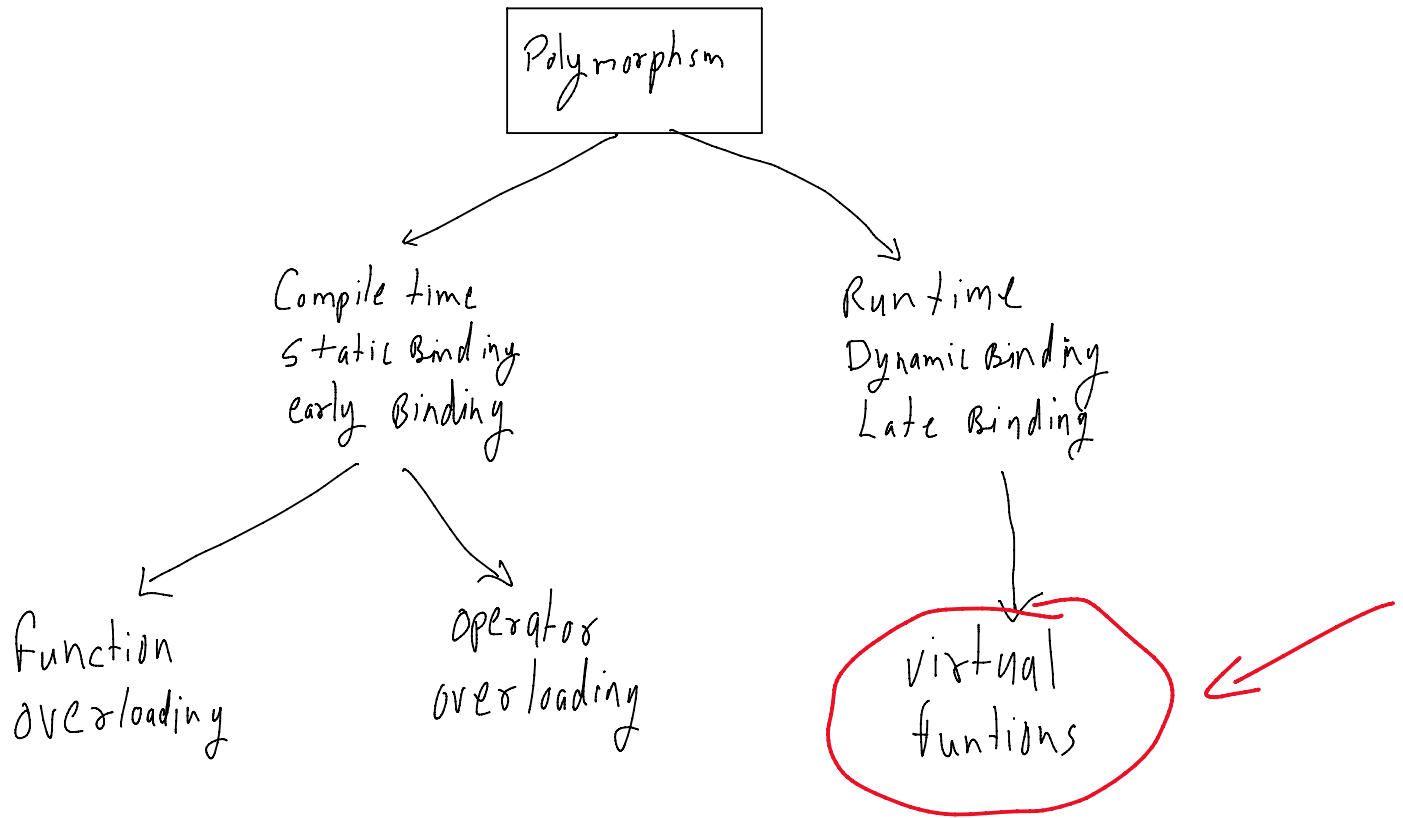 Polymorphsm
Compile time
Static Binding
early Binding
Runtime
Dynamic Binding
Late Binding
Function
overloading
operator
overloading
virtual
funtions